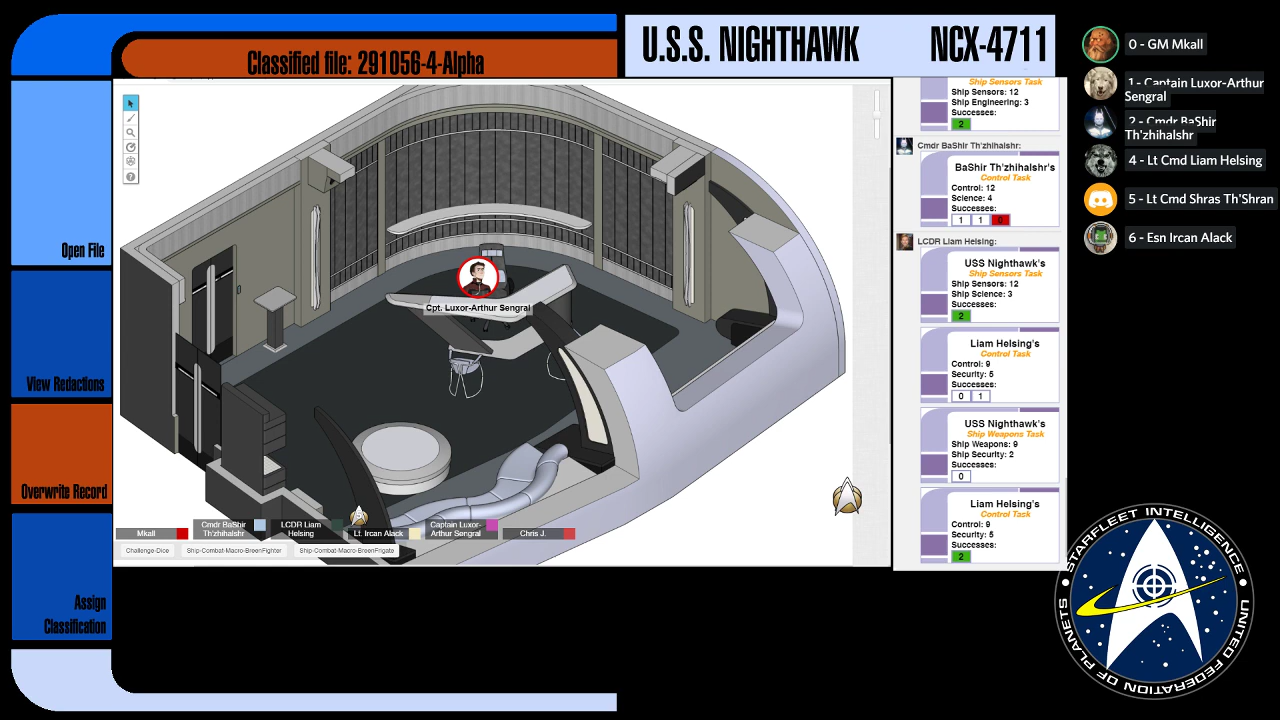 Classified file: 291056-4-Alpha
U.S.S. NIGHTHAWK
NCX-4711
Open File
View Redactions
Overwrite Record
Assign
Classification
Cpt. Luxor-Arthur Sengral
Mkall
Cmdr BaShir
Th'zhihalshr
LCDR Liam
Helsing
Lt. Ircan Alack
Captain Luxor-
Arthur Sengral
Chris J.
Challenge-Dice
Ship-Combat-Macro-BreenFighter
Ship-Combat-Macro-BreenFrigate
Ship Sensors Task
Ship Sensors: 12
Ship Engineering: 3
Successes:
2
Cmdr BaShir Th'zhihalshr:
BaShir Th'zhihalshr's
Control Task
Control: 12
Science: 4
Successes:
1 1 0
LCDR Liam Helsing:
USS Nighthawk's
Ship Sensors Task
Ship Sensors: 12
Ship Science: 3
Successes:
2
Liam Helsing's
Control Task
Control: 9
Security: 5
Successes:
0 1
USS Nighthawk's
Ship Weapons Task
Ship Weapons: 9
Ship Security: 2
Successes:
0
Liam Helsing's
Control Task
Control: 9
Security: 5
Successes:
2
0 - GM Mkall
1 - Captain Luxor-Arthur
Sengral
2 - Cmdr BaShir
Th'zhihalshr
4 - Lt Cmd Liam Helsing
5 - Lt Cmd Shras Th'Shran
6 - Esn Ircan Alack
STARFLEET INTELLIGENCE
UNITED FEDERATION OF PLANETS